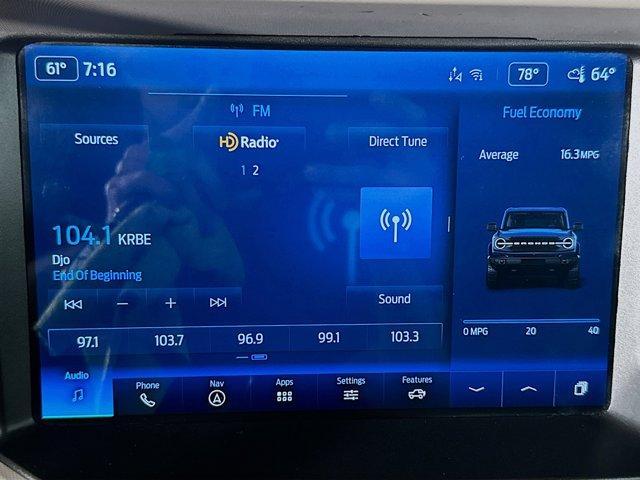 61° 7:16 78° 64°
FM
Fuel Economy
Sources HD Radio Direct Tune
Average 16.3 MPG
1 2
104.1 KRBE
Djo
End Of Beginning
Sound
0 MPG 20 40
97.1 103.7 96.9 99.1 103.3
Audio Phone Nav Apps Settings Features